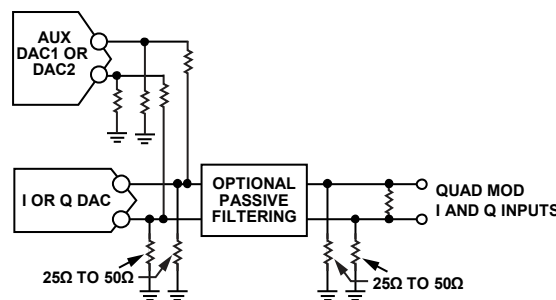 AUX
DAC1 OR
DAC2
I OR Q DAC
OPTIONAL
PASSIVE
FILTERING
QUAD MOD
I AND Q INPUTS
25Ω TO 50Ω
25Ω TO 50Ω